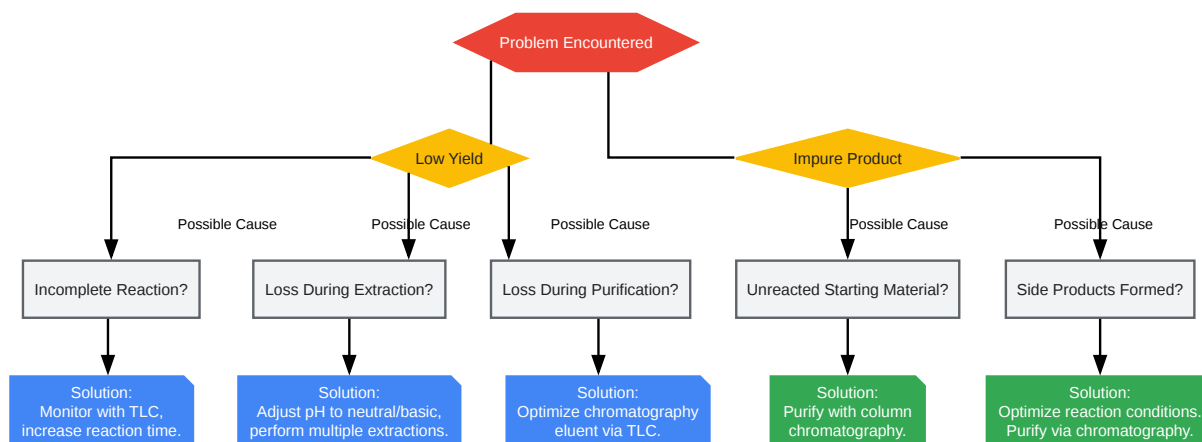 Problem Encountered
Low Yield
Impure Product
Possible Cause
Possible Cause
Possible Cause
Possible Cause
Possible Cause
Incomplete Reaction?
Loss During Extraction?
Loss During Purification?
Unreacted Starting Material?
Side Products Formed?
Solution:
Monitor with TLC,
increase reaction time.
Solution:
Adjust pH to neutral/basic,
perform multiple extractions.
Solution:
Optimize chromatography
eluent via TLC.
Solution:
Purify with column
chromatography.
Solution:
Optimize reaction conditions.
Purify via chromatography.